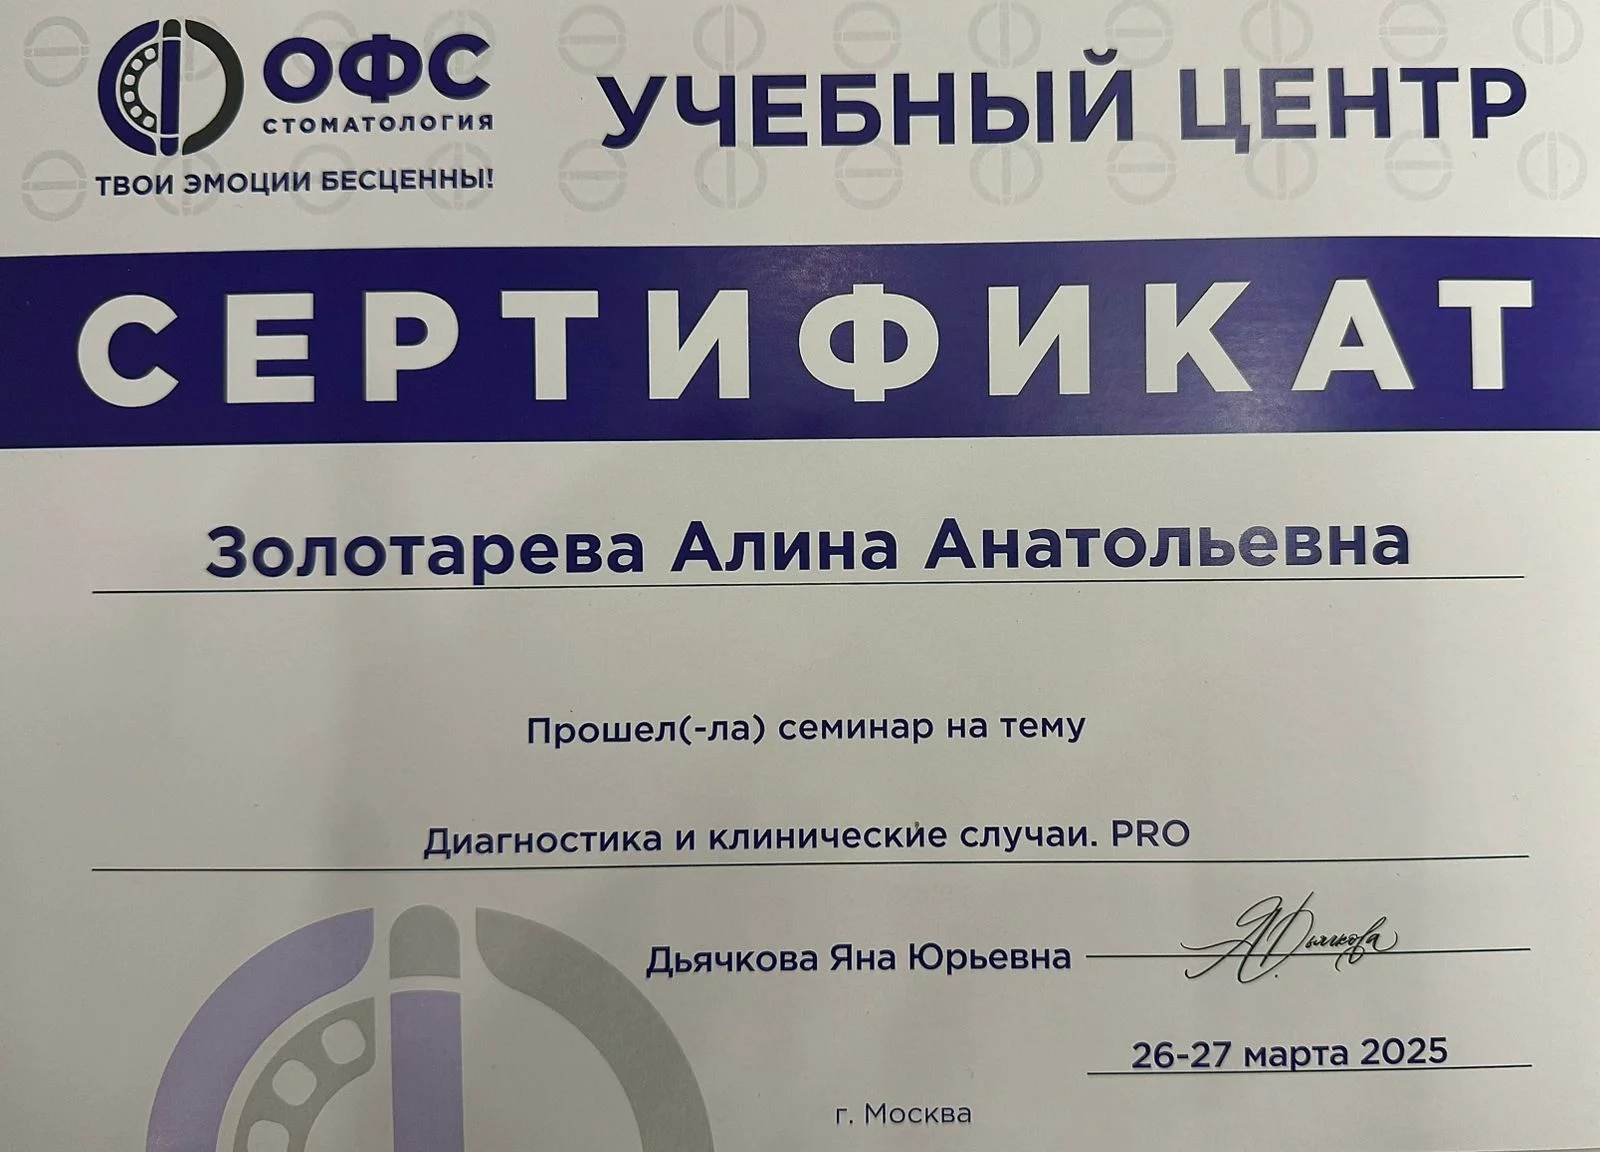 ОФС
СТОМАТОЛОГИЯ
ТВОИ ЭМОЦИИ БЕСЦЕННЫ!
УЧЕБНЫЙ ЦЕНТР
СЕРТИФИКАТ
Золотарева Алина Анатольевна
Прошел(-ла) семинар на тему
Диагностика и клинические случаи. PRO
Дьячкова Яна Юрьевна
ЯДьячкова
26-27 марта 2025
г. Москва